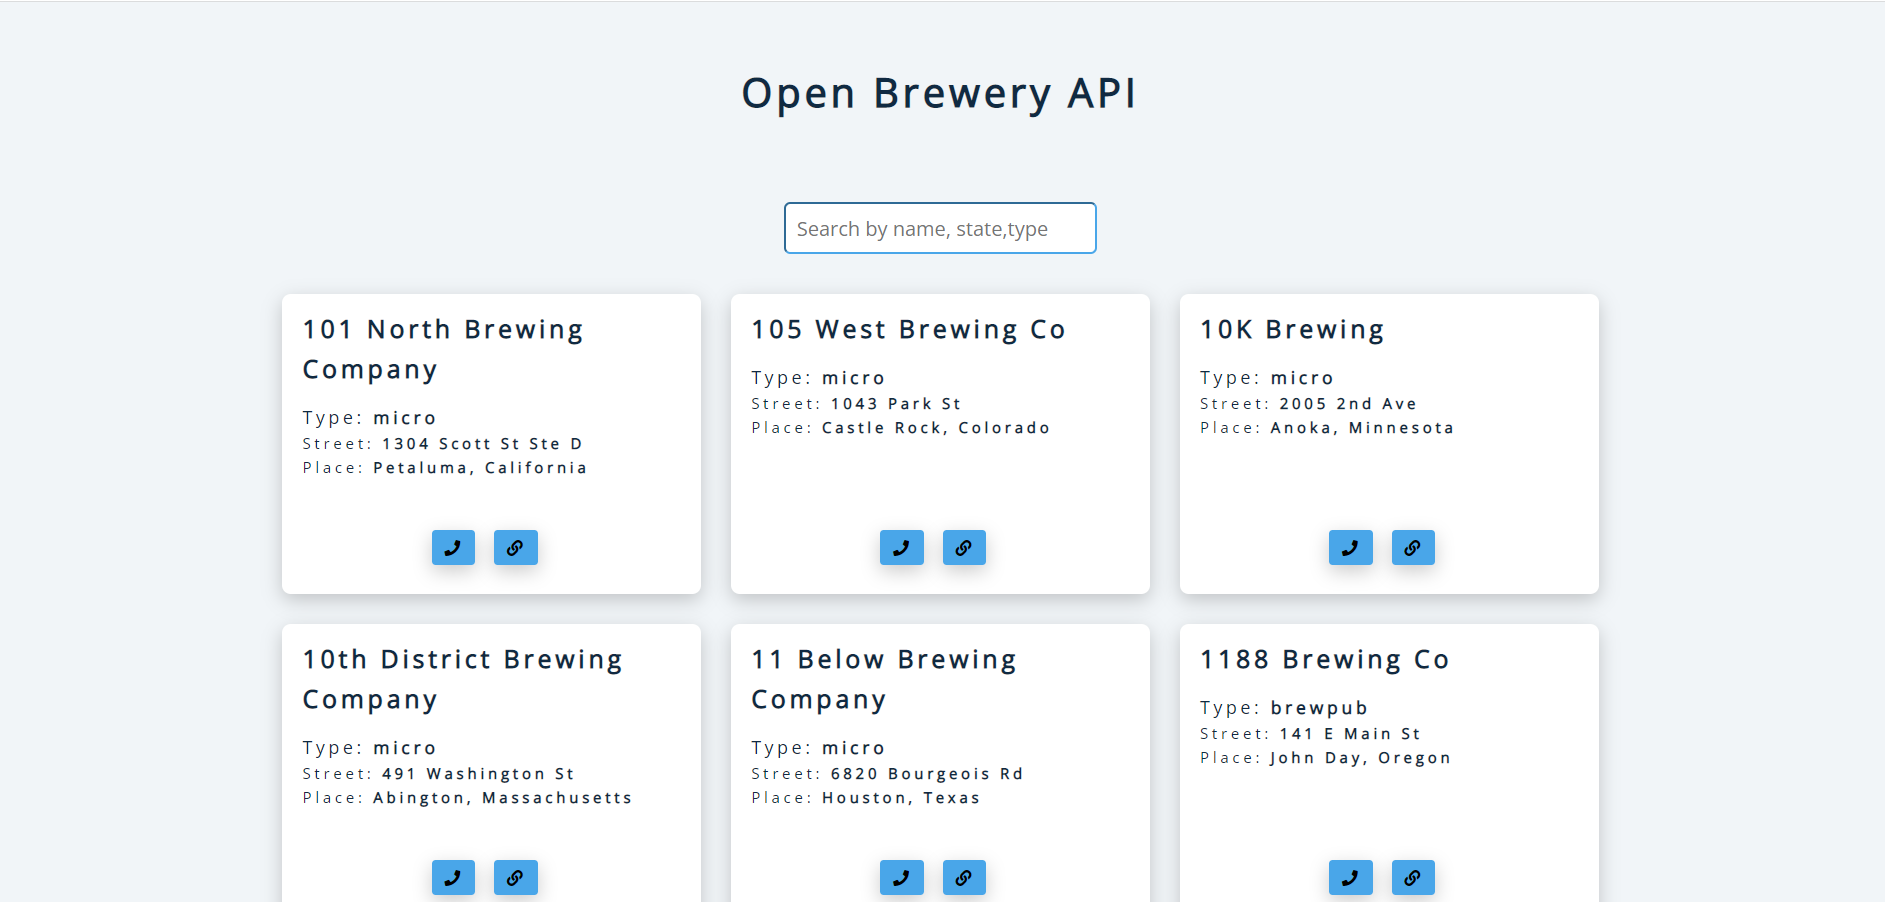 Open Brewery API
Search by name, state,type
101 North Brewing
Company
Type: micro
Street: 1304 Scott St Ste D
Place: Petaluma, California
105 West Brewing Co
Type: micro
Street: 1043 Park St
Place: Castle Rock, Colorado
10K Brewing
Type: micro
Street: 2005 2nd Ave
Place: Anoka, Minnesota
10th District Brewing
Company
Type: micro
Street: 491 Washington St
Place: Abington, Massachusetts
11 Below Brewing
Company
Type: micro
Street: 6820 Bourgeois Rd
Place: Houston, Texas
1188 Brewing Co
Type: brewpub
Street: 141 E Main St
Place: John Day, Oregon